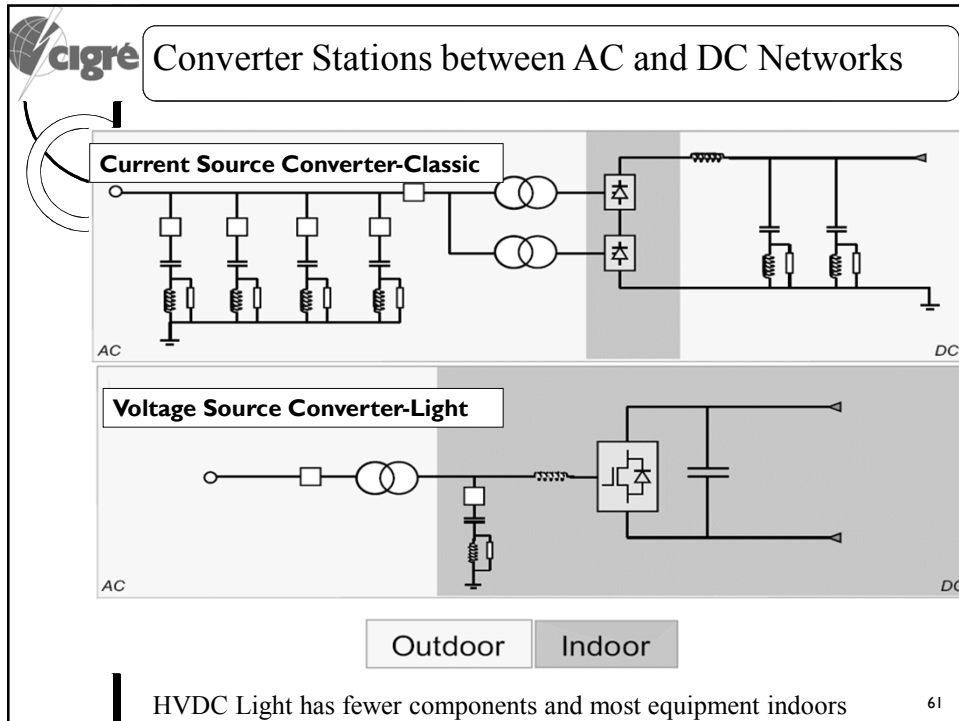 cigré
Converter Stations between AC and DC Networks
Current Source Converter-Classic
AC
DC
Voltage Source Converter-Light
AC
DC
Outdoor
Indoor
HVDC Light has fewer components and most equipment indoors
61